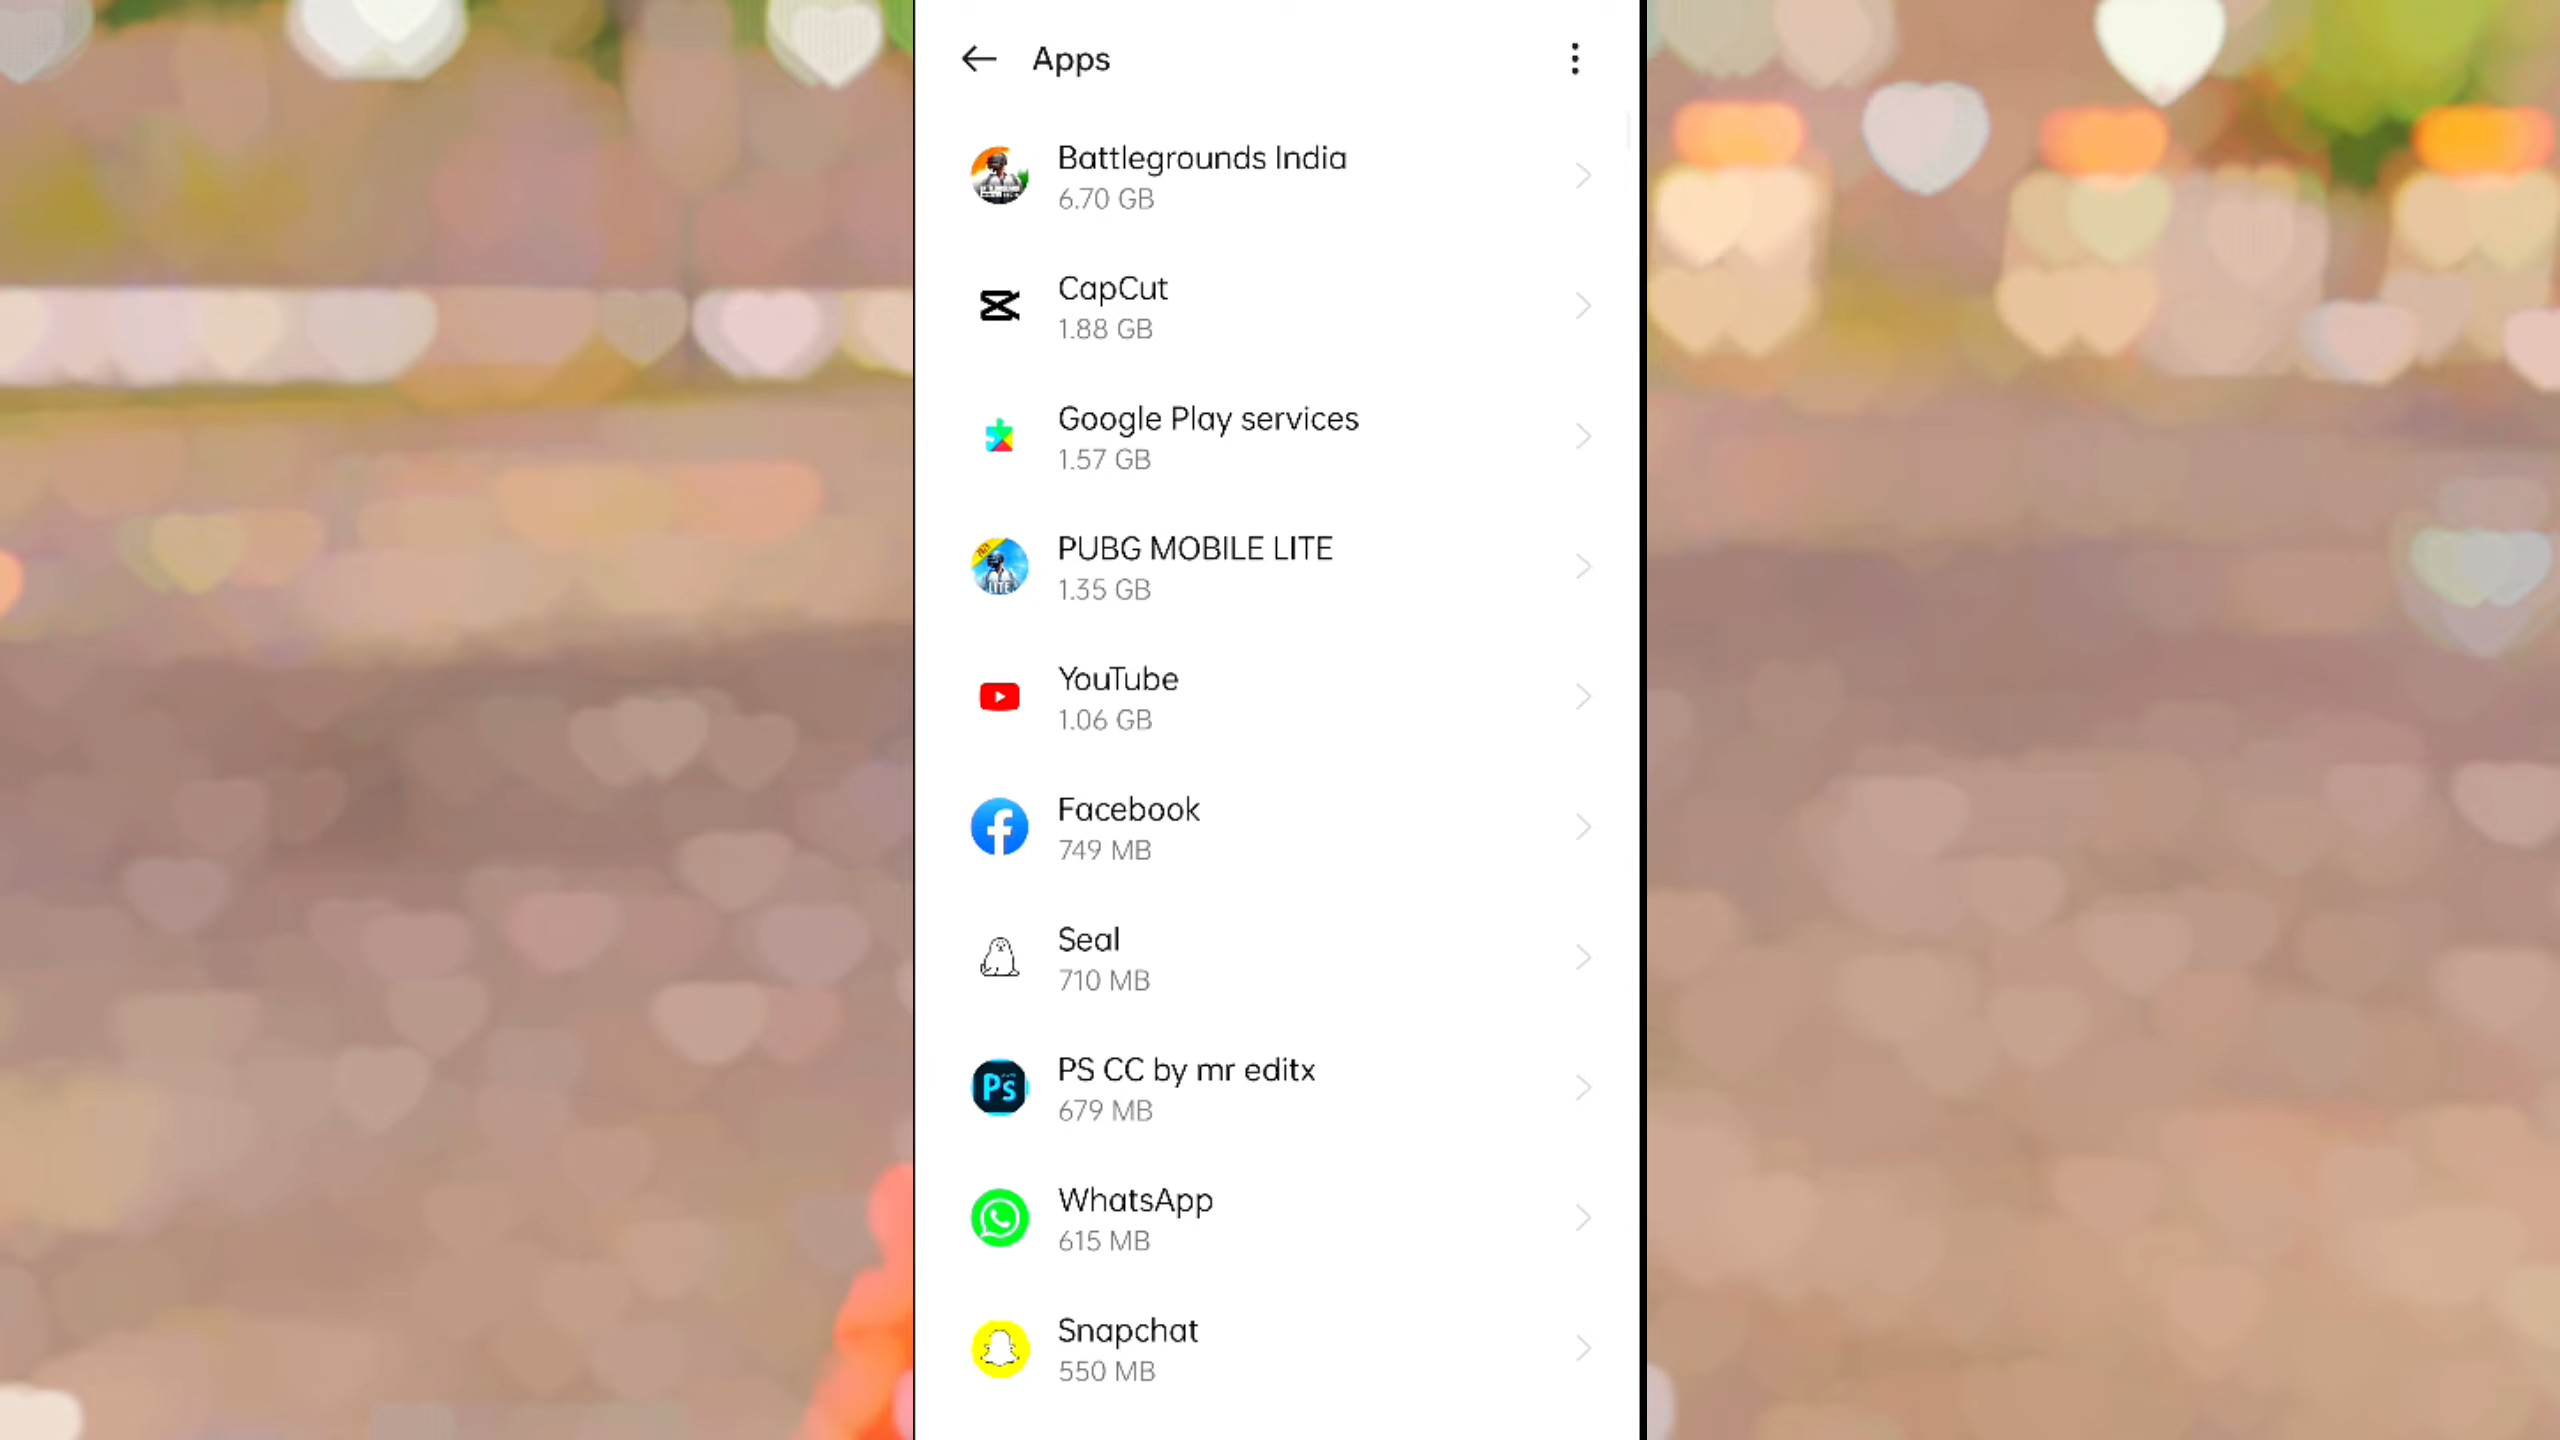 Apps
Battlegrounds India
6.70 GB
CapCut
1.88 GB
Google Play services
1.57 GB
PUBG MOBILE LITE
1.35 GB
LITE
YouTube
1.06 GB
Facebook
749 MB
Seal
710 MB
PS CC by mr editx
679 MB
Ps
WhatsApp
615 MB
Snapchat
550 MB